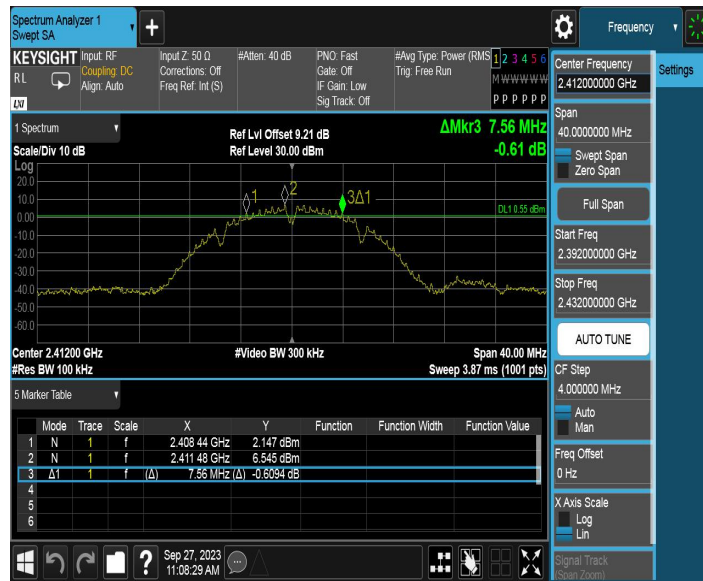 Spectrum Analyzer 1
Swept SA
+
Frequency
KEYSIGHT
RL
LXI
Input: RF
Coupling: DC
Align: Auto
Input Z: 50 Ω
Corrections: Off
Freq Ref: Int (S)
#Atten: 40 dB
PNO: Fast
Gate: Off
IF Gain: Low
Sig Track: Off
#Avg Type: Power (RMS
Trig: Free Run
1 2 3 4 5 6
M W W W W W
P P P P P P
Center Frequency
2.412000000 GHz
Settings
Span
40.0000000 MHz
Swept Span
Zero Span
Full Span
Start Freq
2.392000000 GHz
Stop Freq
2.432000000 GHz
AUTO TUNE
CF Step
4.000000 MHz
Auto
Man
Freq Offset
0 Hz
X Axis Scale
Log
Lin
Signal Track
(Span Zoom)
1 Spectrum
Scale/Div 10 dB
Ref Lvl Offset 9.21 dB
Ref Level 30.00 dBm
ΔMkr3 7.56 MHz
-0.61 dB
Log
20.0
10.0
0.00
-10.0
-20.0
-30.0
-40.0
-50.0
-60.0
1
2
3Δ1
DL1 0.55 dBm
Center 2.41200 GHz
#Res BW 100 kHz
#Video BW 300 kHz
Span 40.00 MHz
Sweep 3.87 ms (1001 pts)
5 Marker Table
Mode Trace Scale X Y Function Function Width Function Value
1 N 1 f 2.408 44 GHz 2.147 dBm
2 N 1 f 2.411 48 GHz 6.545 dBm
3 Δ1 1 f (Δ) 7.56 MHz (Δ) -0.6094 dB
4
5
6
?
Sep 27, 2023
11:08:29 AM